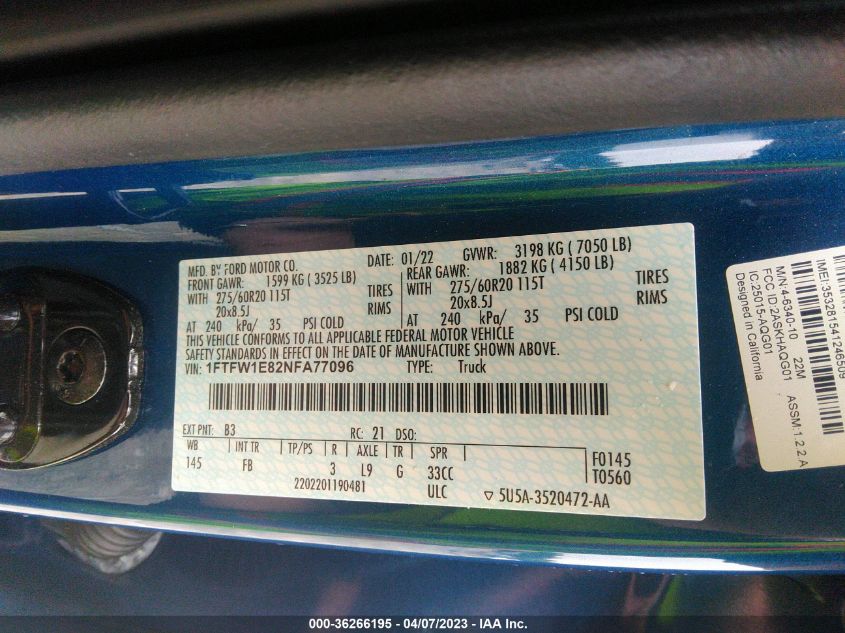 MFD. BY FORD MOTOR CO.
DATE: 01/22 GVWR: 3198 KG ( 7050 LB)
FRONT GAWR: 1599 KG ( 3525 LB)
REAR GAWR: 1882 KG ( 4150 LB)
WITH 275/60R20 115T TIRES
20x8.5J RIMS
WITH 275/60R20 115T TIRES
20x8.5J RIMS
AT 240 kPa/ 35 PSI COLD
AT 240 kPa/ 35 PSI COLD
THIS VEHICLE CONFORMS TO ALL APPLICABLE FEDERAL MOTOR VEHICLE
SAFETY STANDARDS IN EFFECT ON THE DATE OF MANUFACTURE SHOWN ABOVE.
VIN: 1FTFW1E82NFA77096 TYPE: Truck
EXT PNT: B3 RC: 21 DSO:
WB INT TR TP/PS R AXLE TR SPR
145 FB 3 L9 G 33CC
F0145
T0560
2202201190481 ULC 5U5A-3520472-AA
IMEI:353281541246509
M/N:4-6340-10 22M ASSM:1.2.2.A
FCC ID:2ASKHAQG01
IC:25015-AQG01
Designed in California
000-36266195 - 04/07/2023 - IAA Inc.